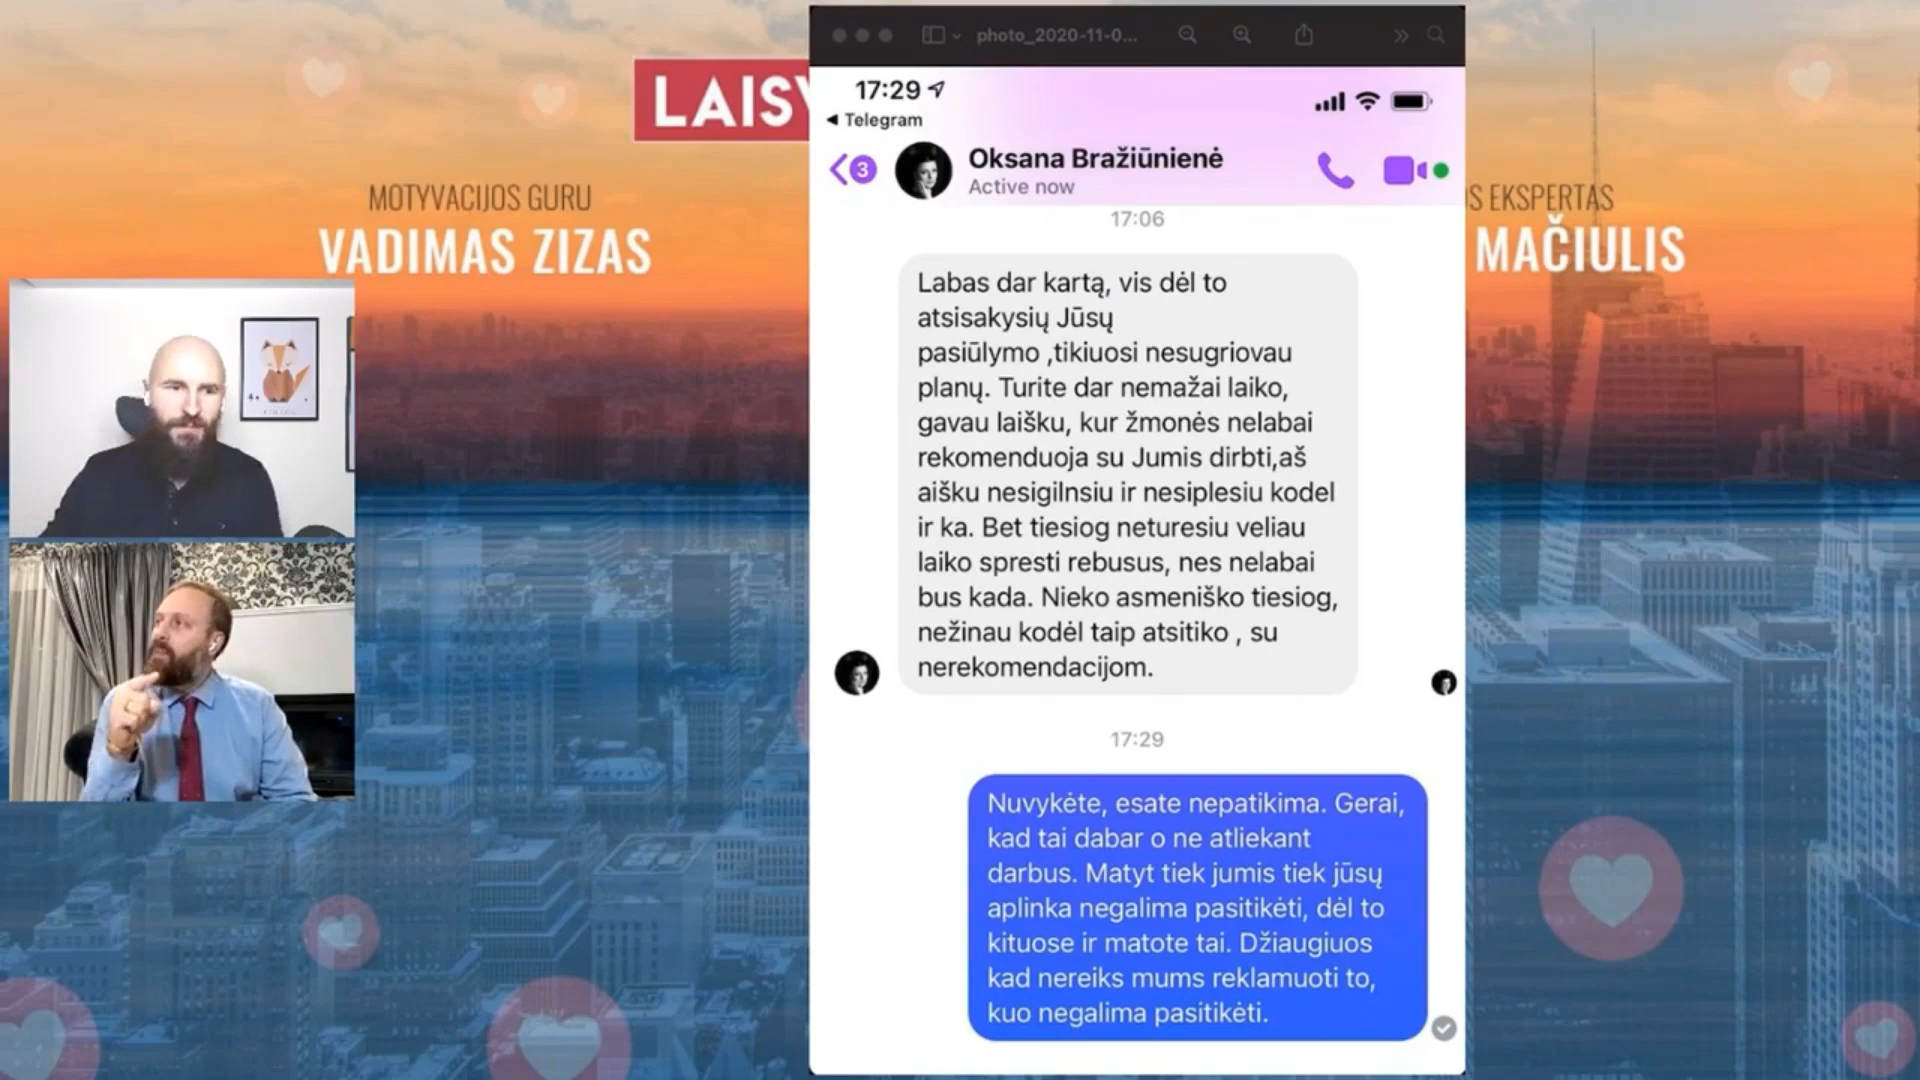 photo_2020-11-0...
LAISV
17:29
Telegram
3
Oksana Bražiūnienė
Active now
MOTYVACIJOS GURU
VADIMAS ZIZAS
OS EKSPERTAS
MAČIULIS
17:06
Labas dar kartą, vis dėl to
atsisakysių Jūsų
pasiūlymo ,tikiuosi nesugriovau
planų. Turite dar nemažai laiko,
gavau laišku, kur žmonės nelabai
rekomenduoja su Jumis dirbti,aš
aišku nesigilnsiu ir nesiplesiu kodel
ir ka. Bet tiesiog neturesiu veliau
laiko spresti rebusus, nes nelabai
bus kada. Nieko asmeniško tiesiog,
nežinau kodėl taip atsitiko , su
nerekomendacijom.
17:29
Nuvykėte, esate nepatikima. Gerai,
kad tai dabar o ne atliekant
darbus. Matyt tiek jumis tiek jūsų
aplinka negalima pasitikėti, dėl to
kituose ir matote tai. Džiaugiuos
kad nereiks mums reklamuoti to,
kuo negalima pasitikėti.